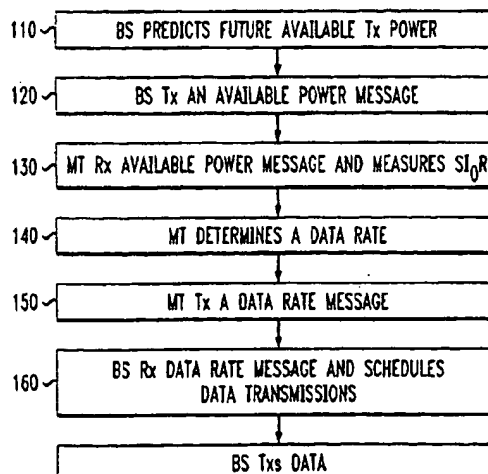 110 BS PREDICTS FUTURE AVAILABLE Tx POWER
120 BS Tx AN AVAILABLE POWER MESSAGE
130 MT Rx AVAILABLE POWER MESSAGE AND MEASURES SI₀R
140 MT DETERMINES A DATA RATE
150 MT Tx A DATA RATE MESSAGE
160 BS Rx DATA RATE MESSAGE AND SCHEDULES
DATA TRANSMISSIONS
BS Txs DATA